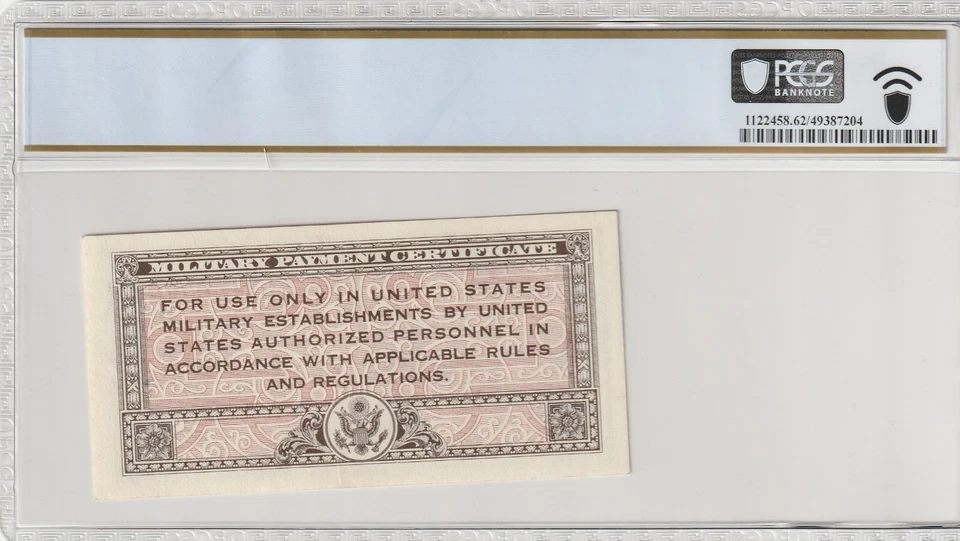 PCGS
BANKNOTE
1122458.62/49387204
MILITARY PAYMENT CERTIFICATE
FOR USE ONLY IN UNITED STATES
MILITARY ESTABLISHMENTS BY UNITED
STATES AUTHORIZED PERSONNEL IN
ACCORDANCE WITH APPLICABLE RULES
AND REGULATIONS.